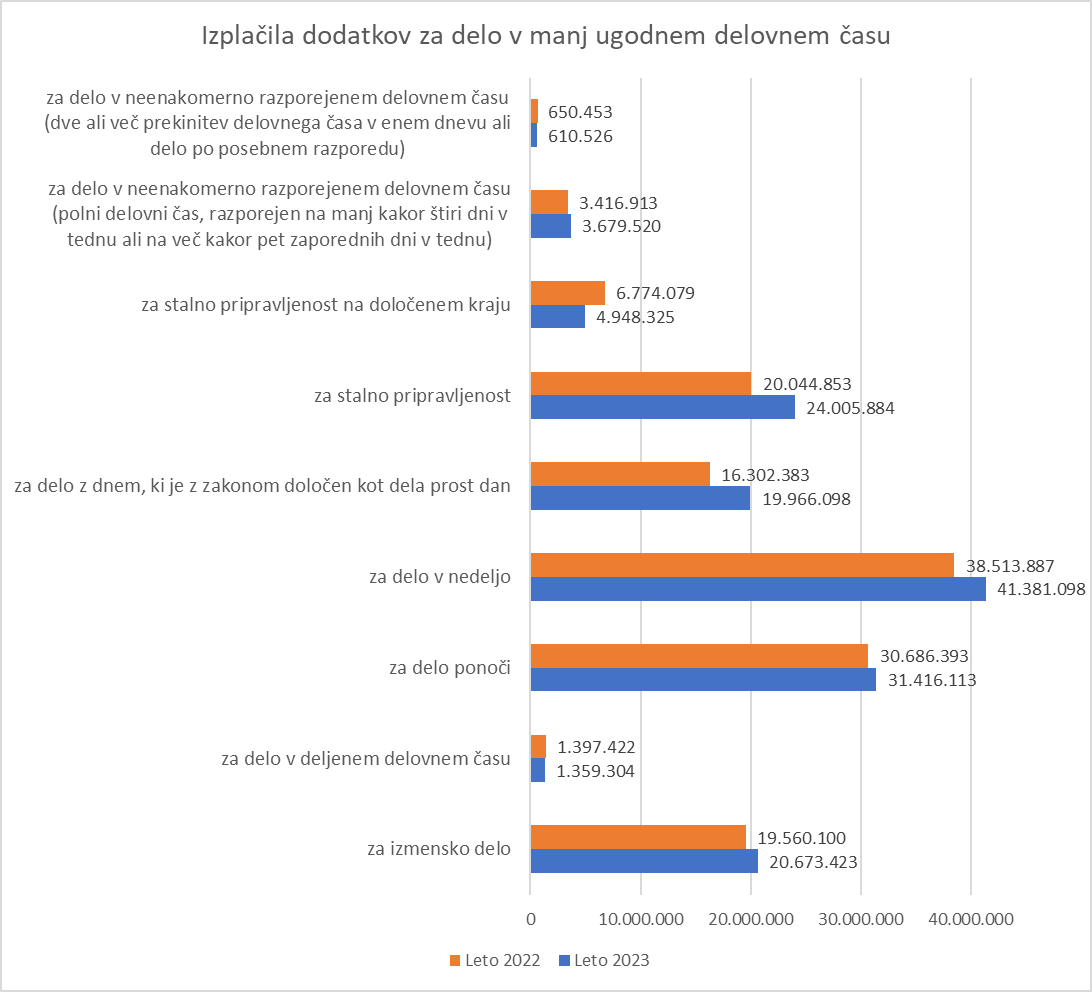 Izplačila dodatkov za delo v manj ugodnem delovnem času
za delo v neenakomerno razporejenem delovnem času
(dve ali več prekinitev delovnega časa v enem dnevu ali
delo po posebnem razporedu)
650.453
610.526
za delo v neenakomerno razporejenem delovnem času
(polni delovni čas, razporejen na manj kakor štiri dni v
tednu ali na več kakor pet zaporednih dni v tednu)
3.416.913
3.679.520
za stalno pripravljenost na določenem kraju
6.774.079
4.948.325
za stalno pripravljenost
20.044.853
24.005.884
za delo z dnem, ki je z zakonom določen kot dela prost dan
16.302.383
19.966.098
za delo v nedeljo
38.513.887
41.381.098
za delo ponoči
30.686.393
31.416.113
za delo v deljenem delovnem času
1.397.422
1.359.304
za izmensko delo
19.560.100
20.673.423
0 10.000.000 20.000.000 30.000.000 40.000.000
Leto 2022 Leto 2023